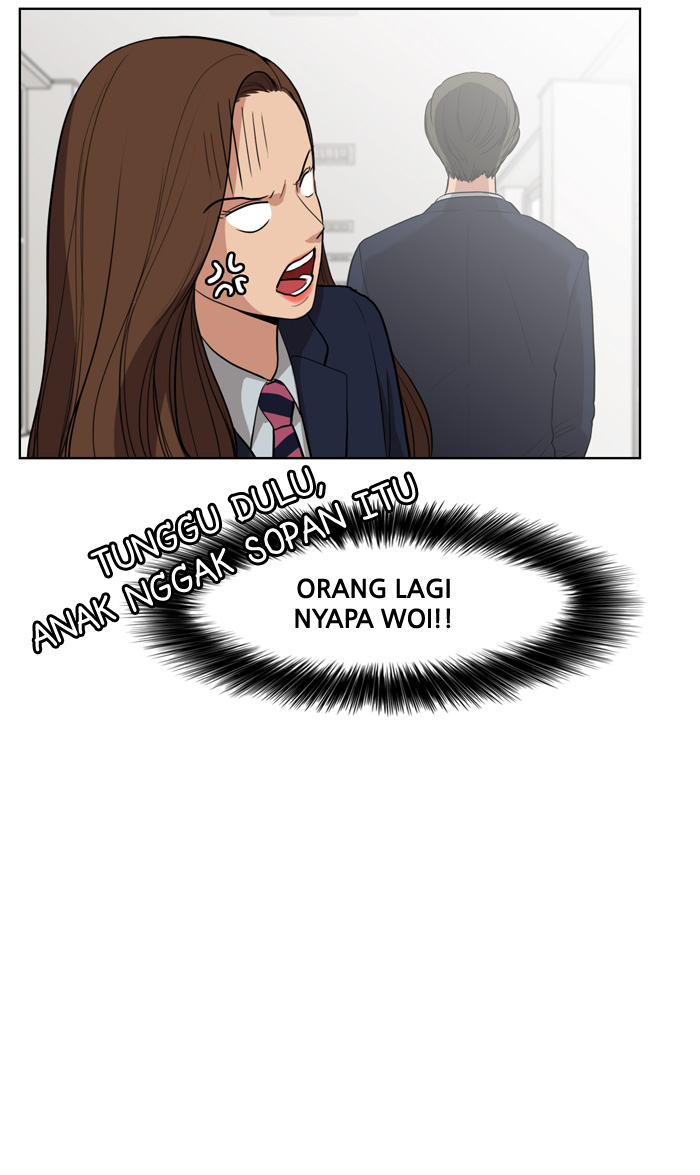 TUNGGU DULU,
ANAK NGGAK SOPAN ITU
ORANG LAGI
NYAPA WOI!!